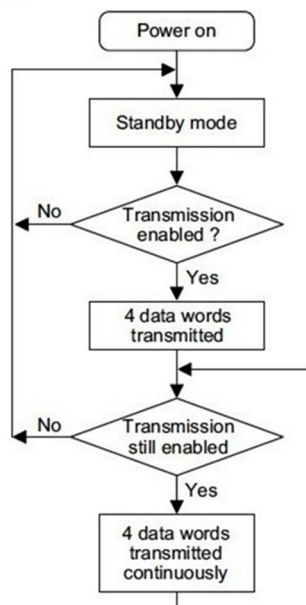 Power on
Standby mode
Transmission
enabled ?
No
Yes
4 data words
transmitted
Transmission
still enabled
No
Yes
4 data words
transmitted
continuously